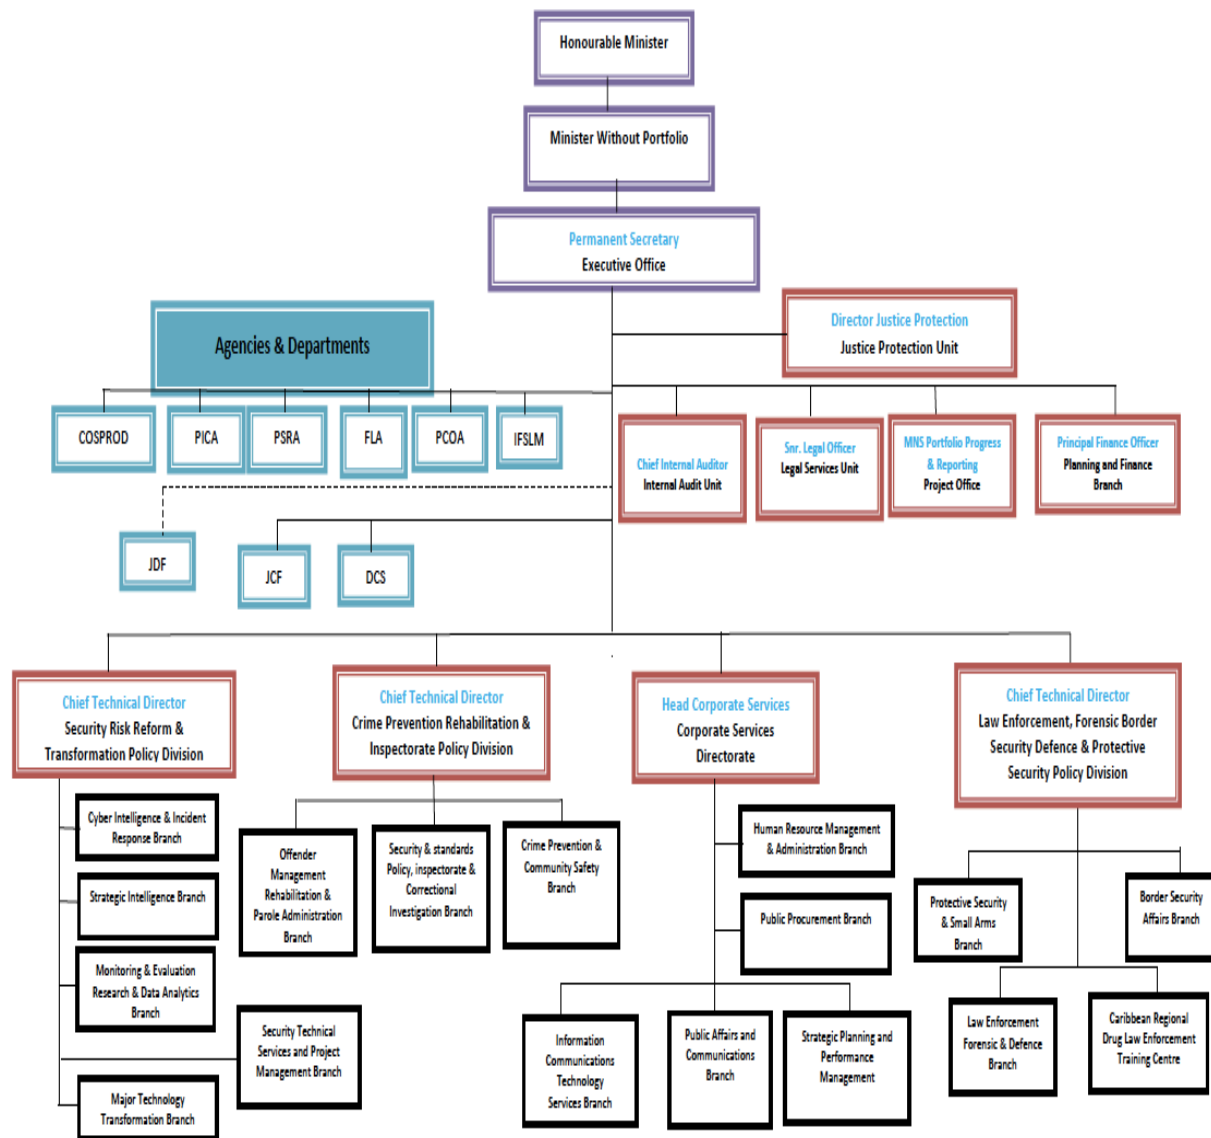 Honourable Minister
Minister Without Portfolio
Permanent Secretary
Executive Office
Director Justice Protection
Justice Protection Unit
Agencies & Departments
COSPROD
PICA
PSRA
FLA
PCOA
IFSLM
Chief Internal Auditor
Internal Audit Unit
Snr. Legal Officer
Legal Services Unit
MNS Portfolio Progress
& Reporting
Project Office
Principal Finance Officer
Planning and Finance
Branch
JDF
JCF
DCS
Chief Technical Director
Security Risk Reform &
Transformation Policy Division
Chief Technical Director
Crime Prevention Rehabilitation &
Inspectorate Policy Division
Head Corporate Services
Corporate Services
Directorate
Chief Technical Director
Law Enforcement, Forensic Border
Security Defence & Protective
Security Policy Division
Cyber Intelligence & Incident
Response Branch
Strategic Intelligence Branch
Monitoring & Evaluation
Research & Data Analytics
Branch
Security Technical
Services and Project
Management Branch
Major Technology
Transformation Branch
Offender
Management
Rehabilitation &
Parole Administration
Branch
Security & standards
Policy, inspectorate &
Correctional
Investigation Branch
Crime Prevention &
Community Safety
Branch
Human Resource Management
& Administration Branch
Public Procurement Branch
Information
Communications
Technology
Services Branch
Public Affairs and
Communications
Branch
Strategic Planning and
Performance
Management
Protective Security
& Small Arms
Branch
Border Security
Affairs Branch
Law Enforcement
Forensic & Defence
Branch
Caribbean Regional
Drug Law Enforcement
Training Centre